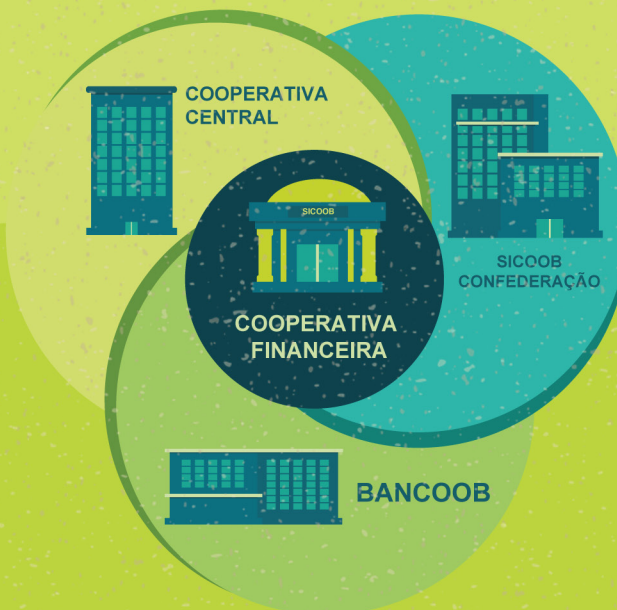 COOPERATIVA
CENTRAL
SICOOB
SICOOB
CONFEDERAÇÃO
COOPERATIVA
FINANCEIRA
BANCOOB